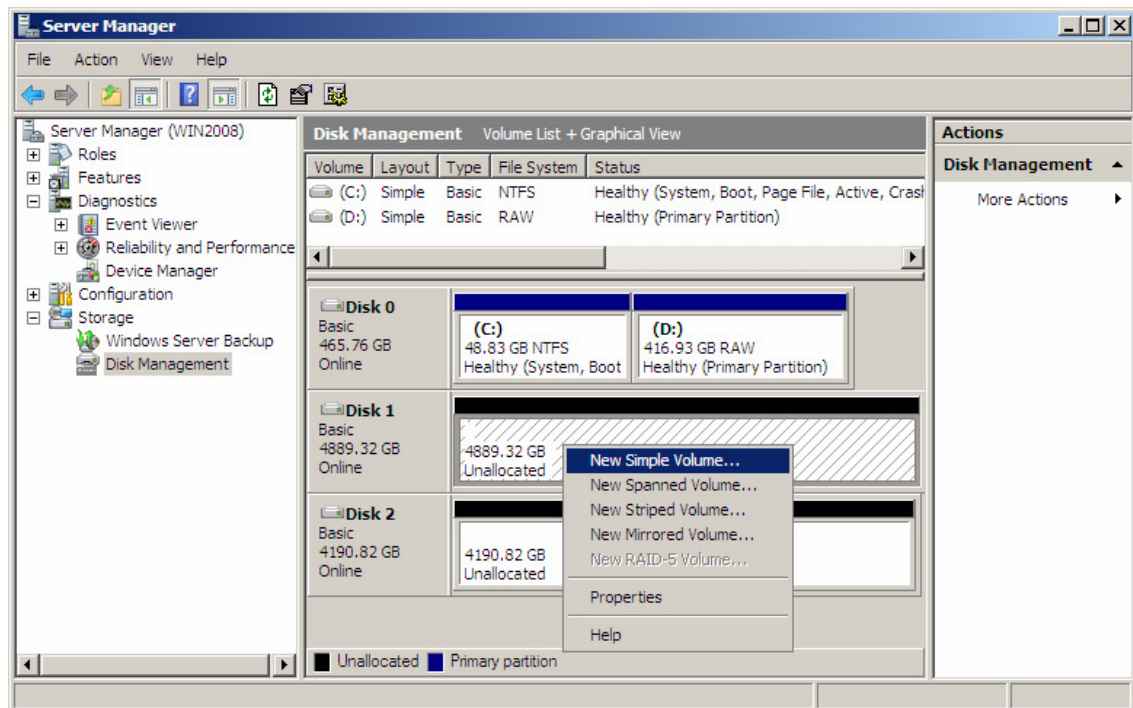 Server Manager
File Action View Help
Server Manager (WIN2008)
Roles
Features
Diagnostics
Event Viewer
Reliability and Performance
Device Manager
Configuration
Storage
Windows Server Backup
Disk Management
Disk Management Volume List + Graphical View
Volume Layout Type File System Status
(C:) Simple Basic NTFS Healthy (System, Boot, Page File, Active, Crash
(D:) Simple Basic RAW Healthy (Primary Partition)
Disk 0
Basic
465.76 GB
Online
(C:)
48.83 GB NTFS
Healthy (System, Boot
(D:)
416.93 GB RAW
Healthy (Primary Partition)
Disk 1
Basic
4889.32 GB
Online
4889.32 GB
Unallocated
Disk 2
Basic
4190.82 GB
Online
4190.82 GB
Unallocated
New Simple Volume...
New Spanned Volume...
New Striped Volume...
New Mirrored Volume...
New RAID-5 Volume...
Properties
Help
Unallocated Primary partition
Actions
Disk Management
More Actions